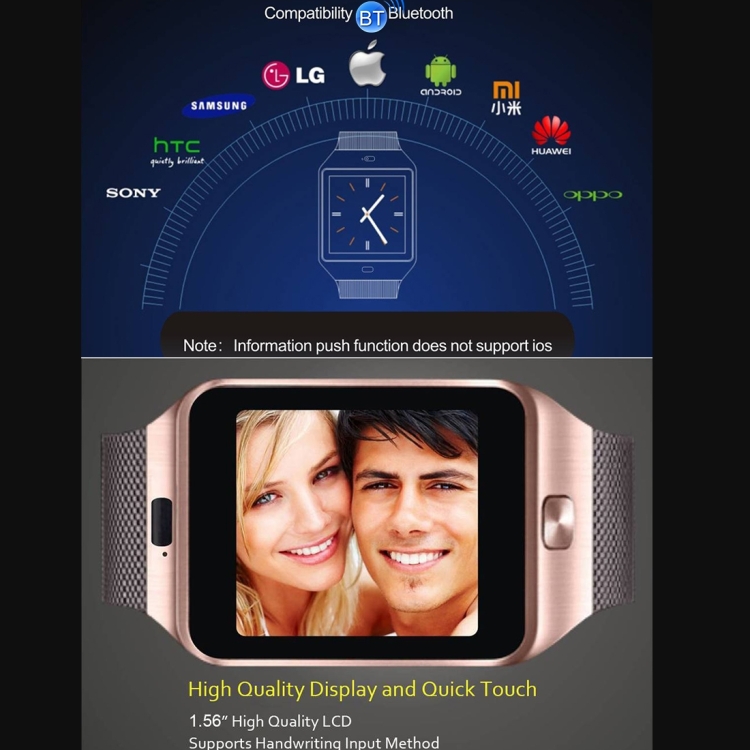 Compatibility BT Bluetooth
LG
ANDROID
MI
小米
SAMSUNG
HUAWEI
hTC
quietly brilliant
SONY
oppo
Note: Information push function does not support ios
High Quality Display and Quick Touch
1.56" High Quality LCD
Supports Handwriting Input Method